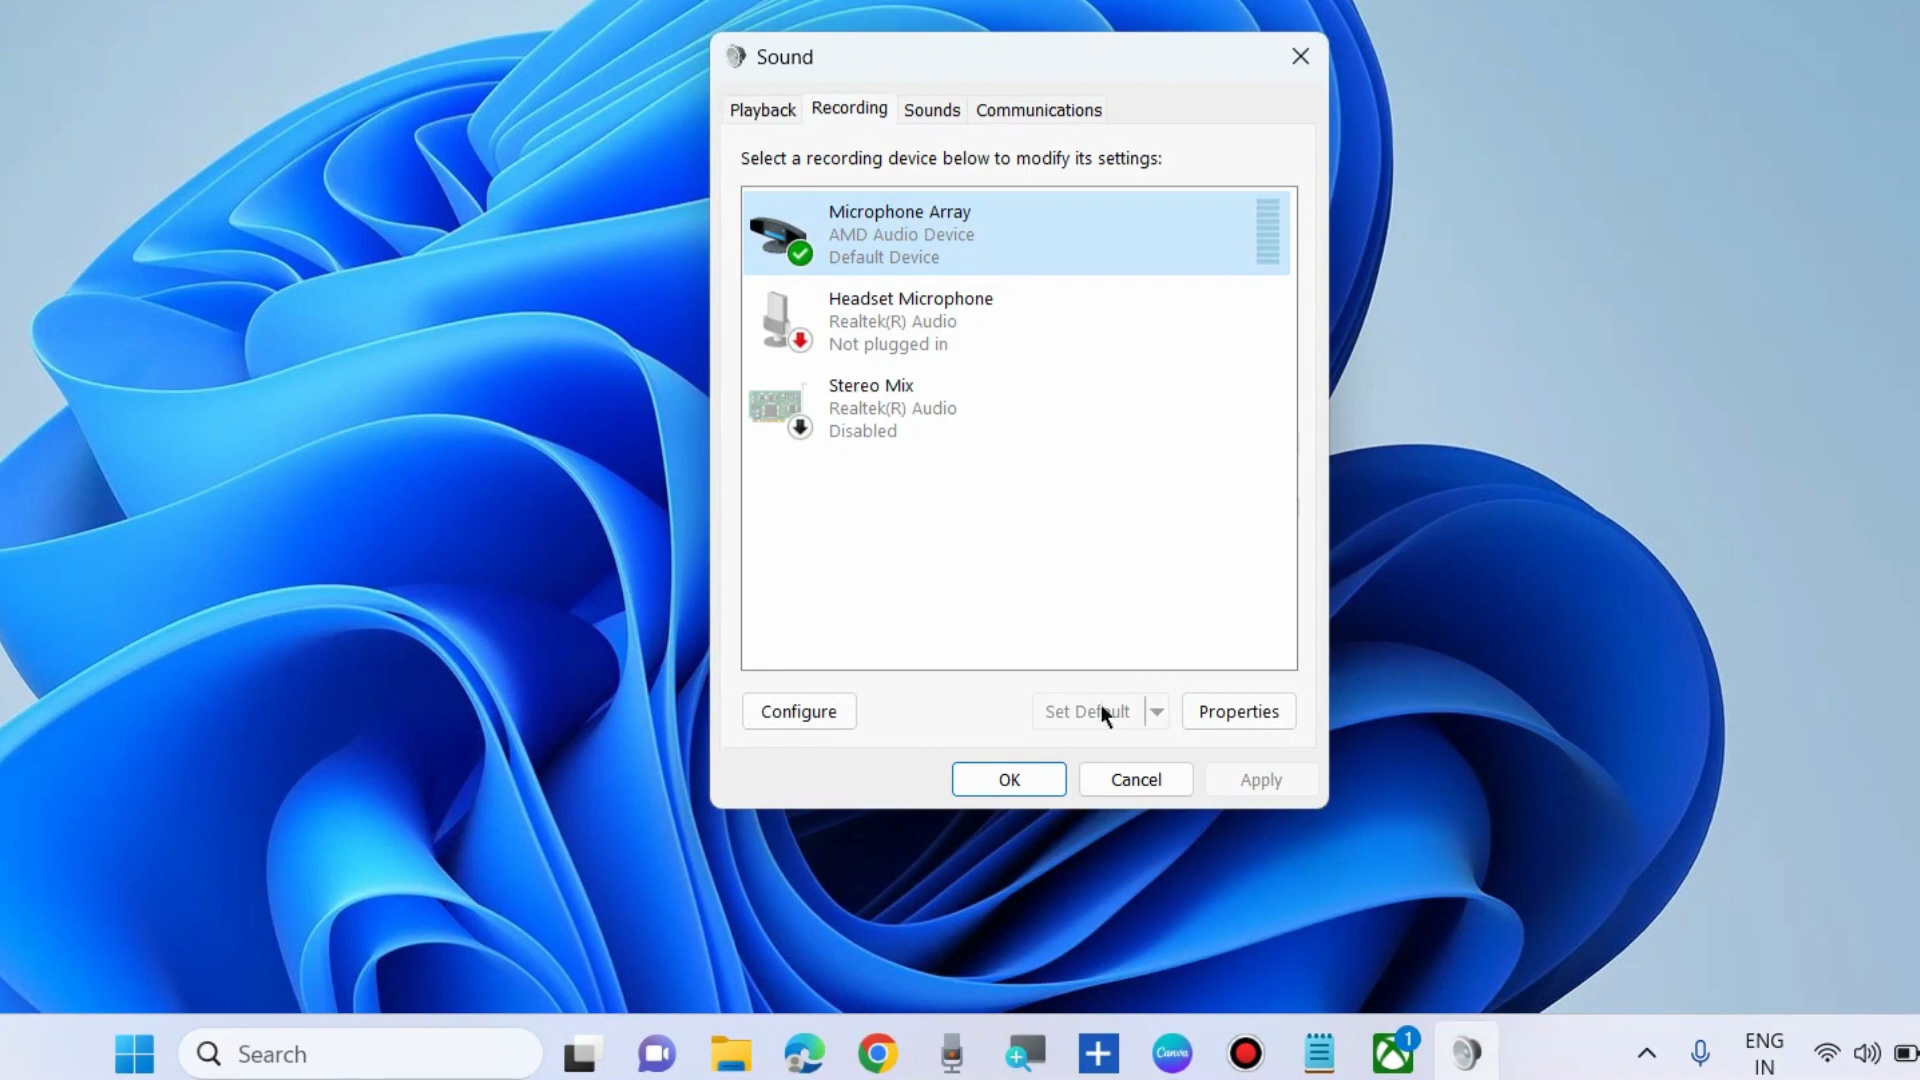 Sound
Playback
Recording
Sounds
Communications
Select a recording device below to modify its settings:
Microphone Array
AMD Audio Device
Default Device
Headset Microphone
Realtek(R) Audio
Not plugged in
Stereo Mix
Realtek(R) Audio
Disabled
Configure
Set Default
Properties
OK
Cancel
Apply
Search
Canva
1
ENG
IN